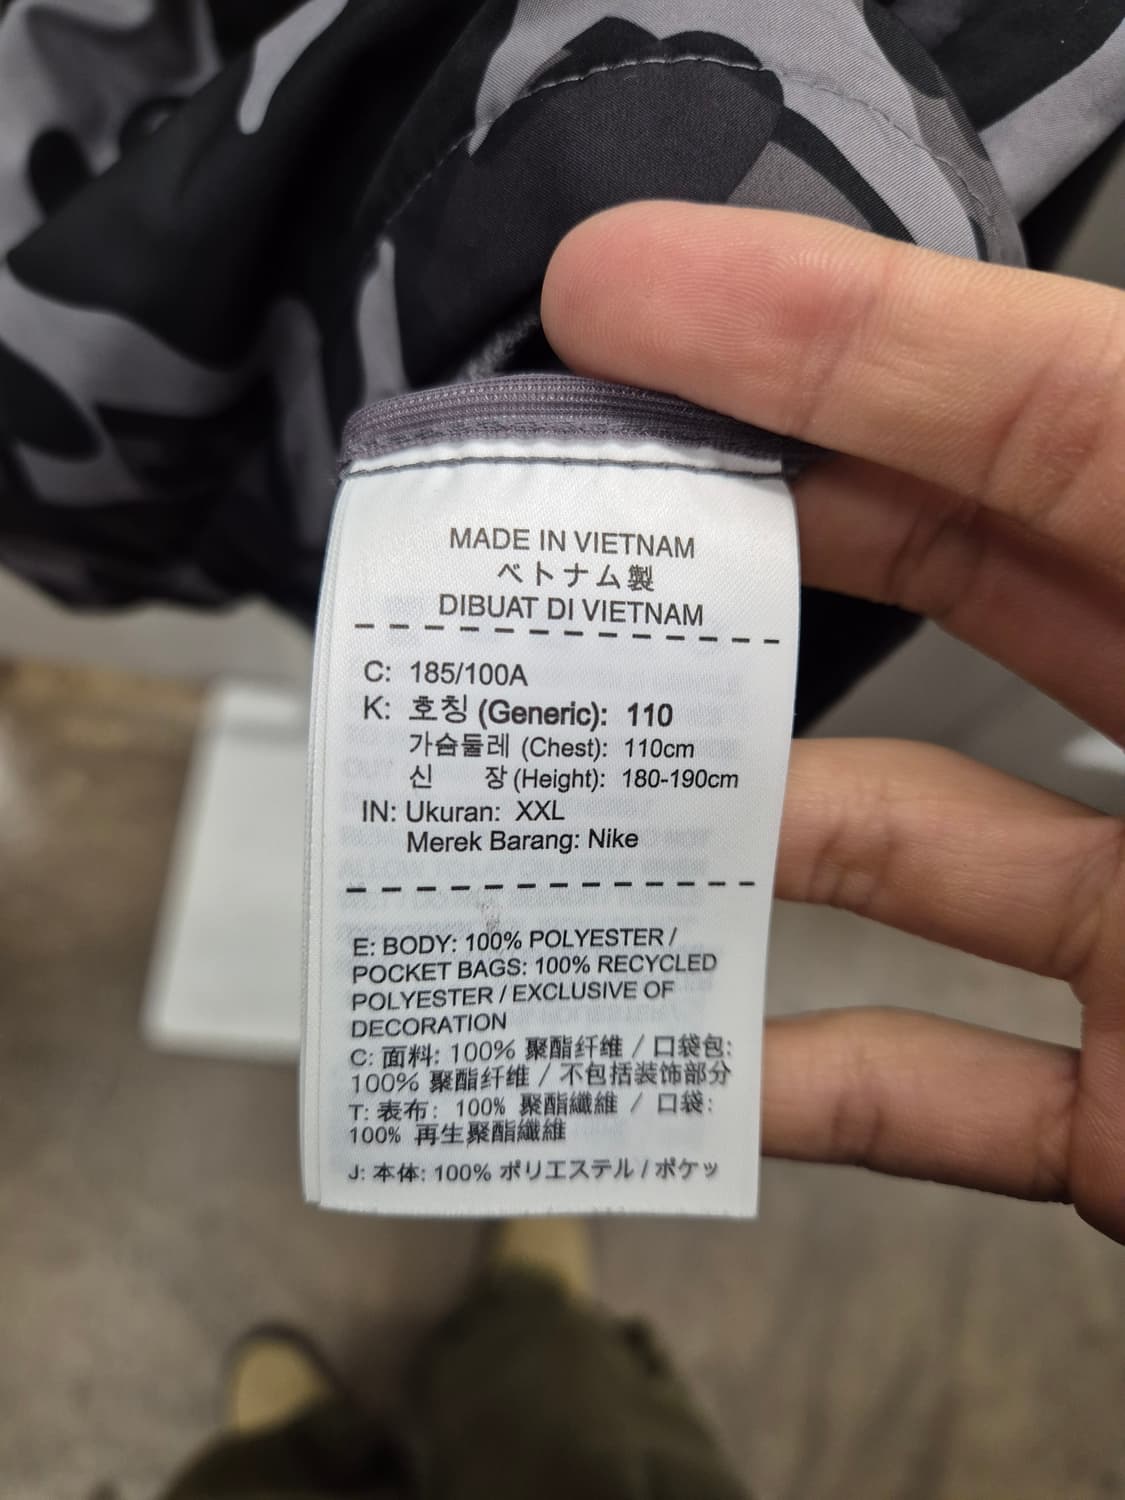 MADE IN VIETNAM
ベトナム製
DIBUAT DI VIETNAM
C: 185/100A
K: 호칭 (Generic): 110
가슴둘레 (Chest): 110cm
신 장 (Height): 180-190cm
IN: Ukuran: XXL
Merek Barang: Nike
E: BODY: 100% POLYESTER /
POCKET BAGS: 100% RECYCLED
POLYESTER / EXCLUSIVE OF
DECORATION
C: 面料: 100% 聚酯纤维 / 口袋包:
100% 聚酯纤维 / 不包括装饰部分
T: 表布: 100% 聚酯纖維 / 口袋:
100% 再生聚酯纖維
J: 本体: 100% ポリエステル / ポケッ